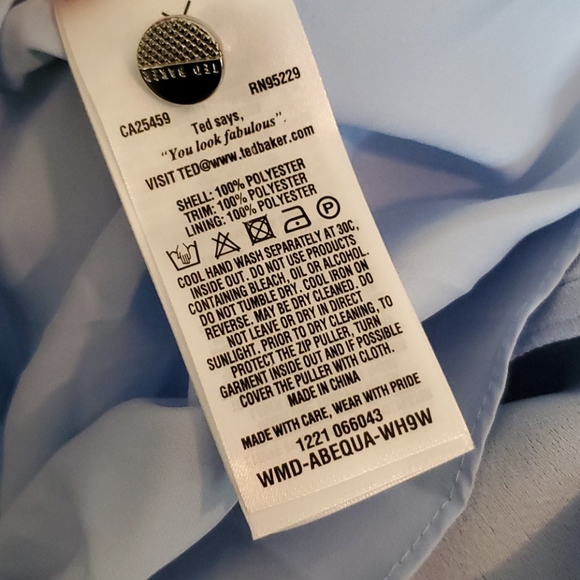 TED BAKER
CA25459 RN95229
Ted says,
"You look fabulous".
VISIT TED@www.tedbaker.com
SHELL: 100% POLYESTER
TRIM: 100% POLYESTER
LINING: 100% POLYESTER
P
COOL HAND WASH SEPARATELY AT 30C,
INSIDE OUT. DO NOT USE PRODUCTS
CONTAINING BLEACH, OIL OR ALCOHOL.
DO NOT TUMBLE DRY. COOL IRON ON
REVERSE. MAY BE DRY CLEANED. DO
NOT LEAVE OR DRY IN DIRECT
SUNLIGHT. PRIOR TO DRY CLEANING, TO
PROTECT THE ZIP PULLER, TURN
GARMENT INSIDE OUT AND IF POSSIBLE
COVER THE PULLER WITH CLOTH.
MADE IN CHINA
MADE WITH CARE, WEAR WITH PRIDE
1221 066043
WMD-ABEQUA-WH9W